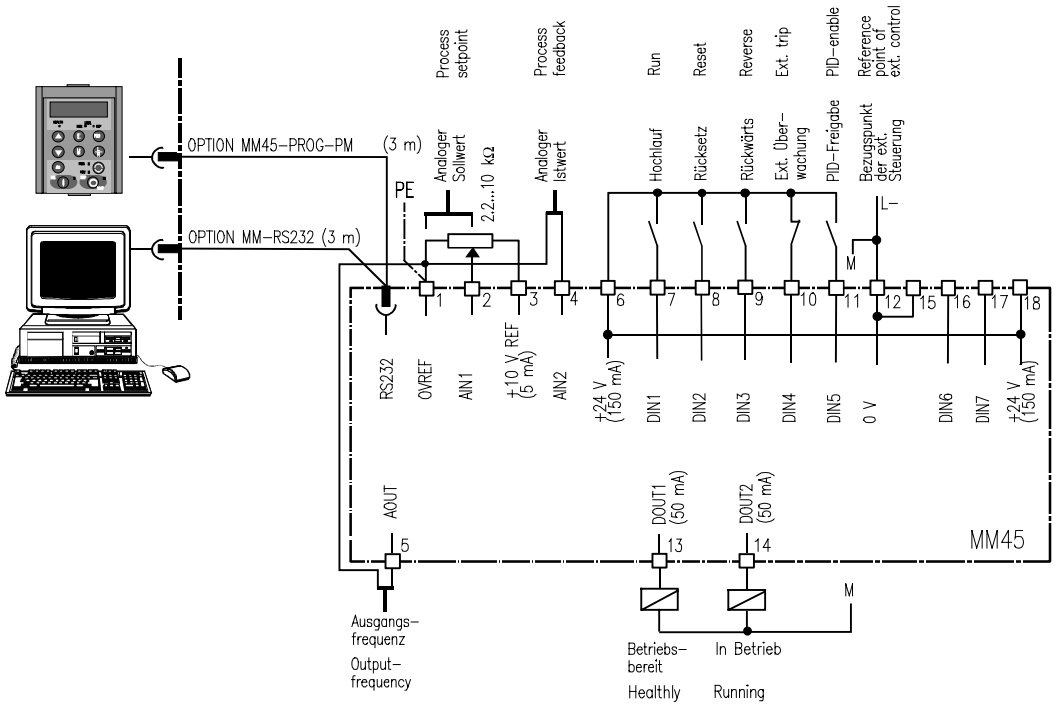 Process
setpoint
Process
feedback
Run
Reset
Reverse
Ext. trip
PID-enable
Reference
point of
ext. control
OPTION MM45-PROG-PM (3 m)
OPTION MM-RS232 (3 m)
PE
Analoger
Sollwert
2.2...10 kΩ
Analoger
Istwert
Hochlauf
Rücksetz
Rückwärts
Ext. Über-
wachung
PID-Freigabe
Bezugspunkt
der ext.
Steuerung
L-
M
1
2
3
4
6
7
8
9
10
11
12
15
16
17
18
RS232
OVREF
AIN1
+10 V REF
(5 mA)
AIN2
+24 V
(150 mA)
DIN1
DIN2
DIN3
DIN4
DIN5
0 V
DIN6
DIN7
+24 V
(150 mA)
AOUT
DOUT1
(50 mA)
DOUT2
(50 mA)
MM45
5
13
14
M
Ausgangs-
frequenz
Output-
frequency
Betriebs-
bereit
In Betrieb
Healthly
Running